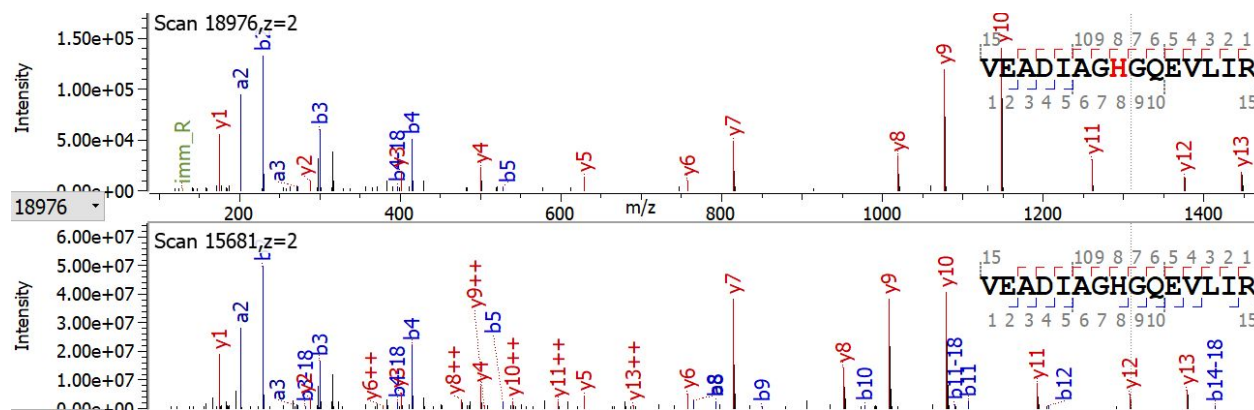 Scan 18976,z=2
Intensity
1.50e+05
1.00e+05
5.00e+04
0.00e+00
imm_R
y1
a2
a3
y2
b3
b4-18
y3
b4
y4
b5
y5
y6
y7
y8
y9
y10
y11
y12
y13
15 10 9 8 7 6 5 4 3 2 1
VEADIAGHGQEVLIR
1 2 3 4 5 6 7 8 9 10 15
200 400 600 800 1000 1200 1400
m/z
18976
Scan 15681,z=2
Intensity
6.00e+07
5.00e+07
4.00e+07
3.00e+07
2.00e+07
1.00e+07
0.00e+00
y1
a2
a3
b3
y6++
y3
b4
y8++
y9++
y4
b5
y10++
y11++
y5
y13++
y6
y7
b8
b9
y8
b10
y9
y10
b11-18
b11
y11
b12
y12
y13
b14-18
15 10 9 8 7 6 5 4 3 2 1
VEADIAGHGQEVLIR
1 2 3 4 5 6 7 8 9 10 15